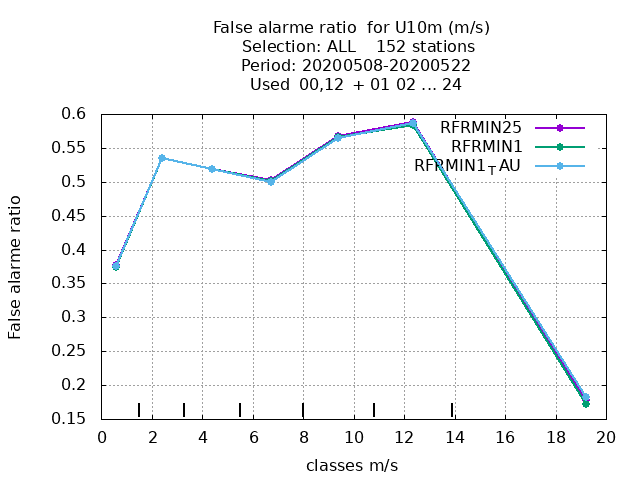 False alarme ratio  for U10m (m/s)
Selection: ALL    152 stations
Period: 20200508-20200522
Used  00,12  + 01 02 ... 24
RFRMIN25
RFRMIN1
RFRMIN1TAU
False alarme ratio
0.6
0.55
0.5
0.45
0.4
0.35
0.3
0.25
0.2
0.15
0 2 4 6 8 10 12 14 16 18 20
classes m/s